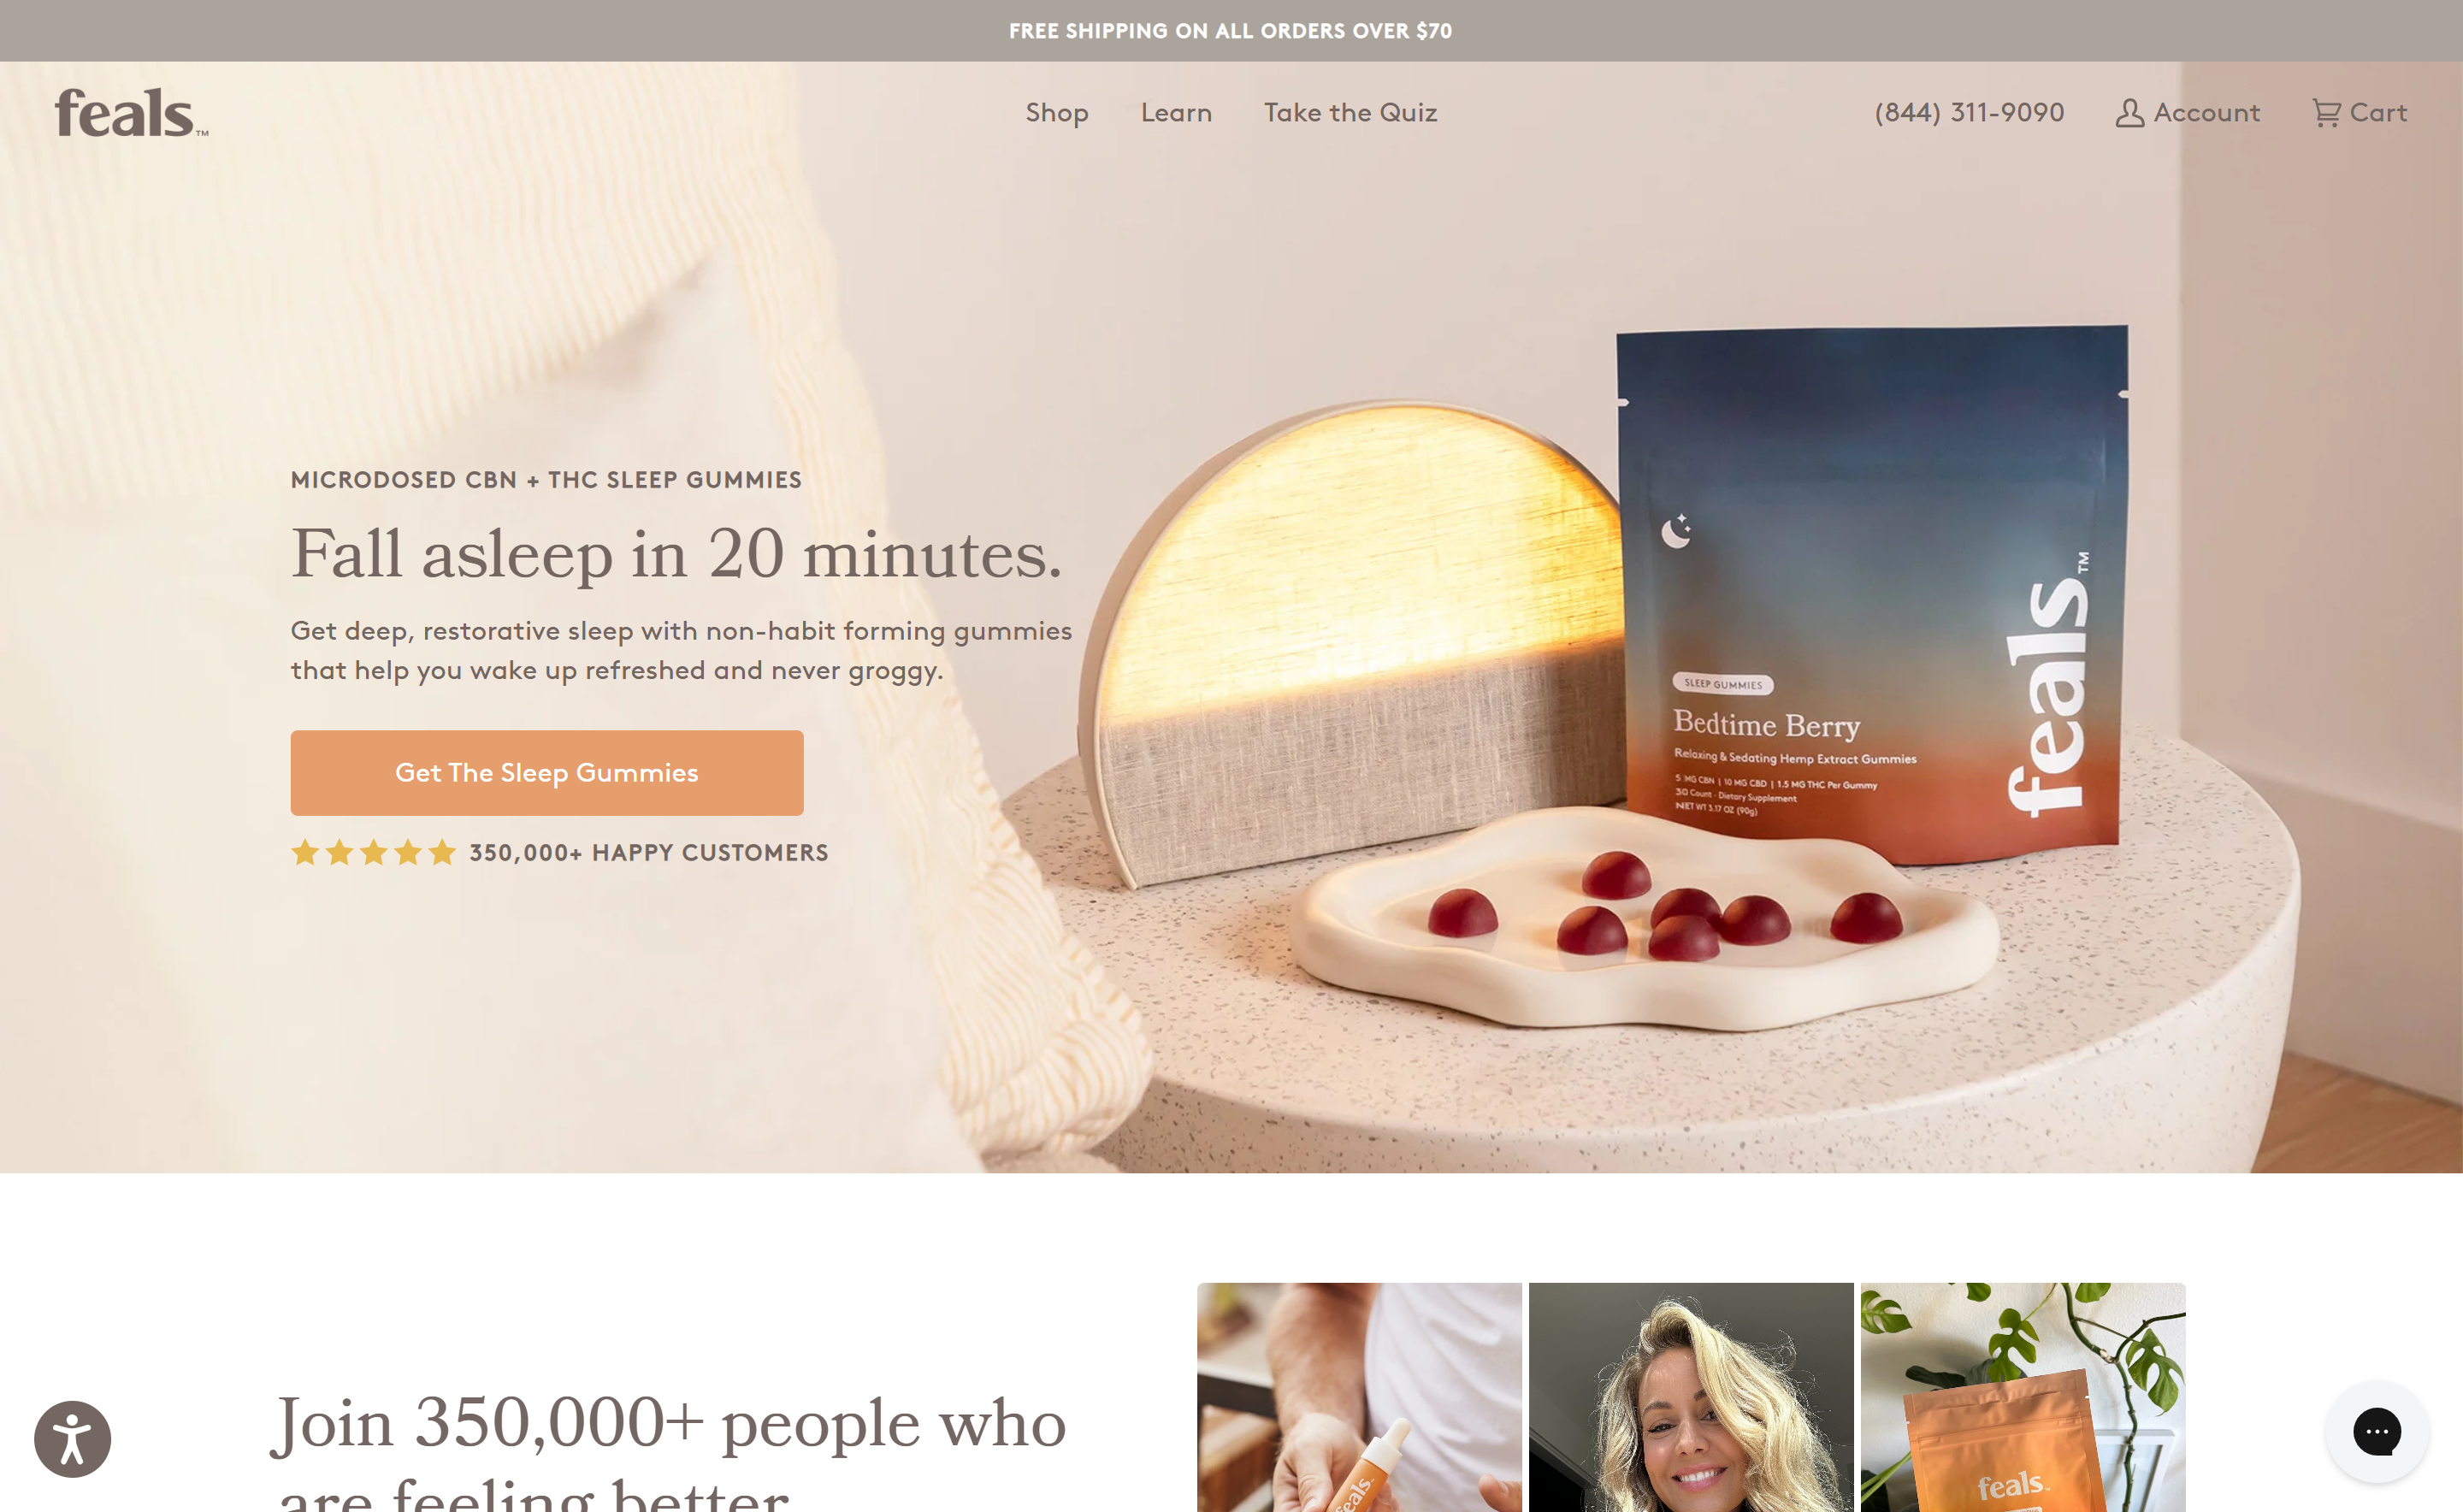 FREE SHIPPING ON ALL ORDERS OVER $70
feals™
Shop
Learn
Take the Quiz
(844) 311-9090
Account
Cart
MICRODOSED CBN + THC SLEEP GUMMIES
Fall asleep in 20 minutes.
Get deep, restorative sleep with non-habit forming gummies
that help you wake up refreshed and never groggy.
Get The Sleep Gummies
350,000+ HAPPY CUSTOMERS
feals™
SLEEP GUMMIES
Bedtime Berry
Relaxing & Sedating Hemp Extract Gummies
5 MG CBN | 10 MG CBD | 1.5 MG THC Per Gummy
30 Count · Dietary Supplement
NET WT 3.17 OZ (90g)
Join 350,000+ people who
are feeling better
feals
feals™